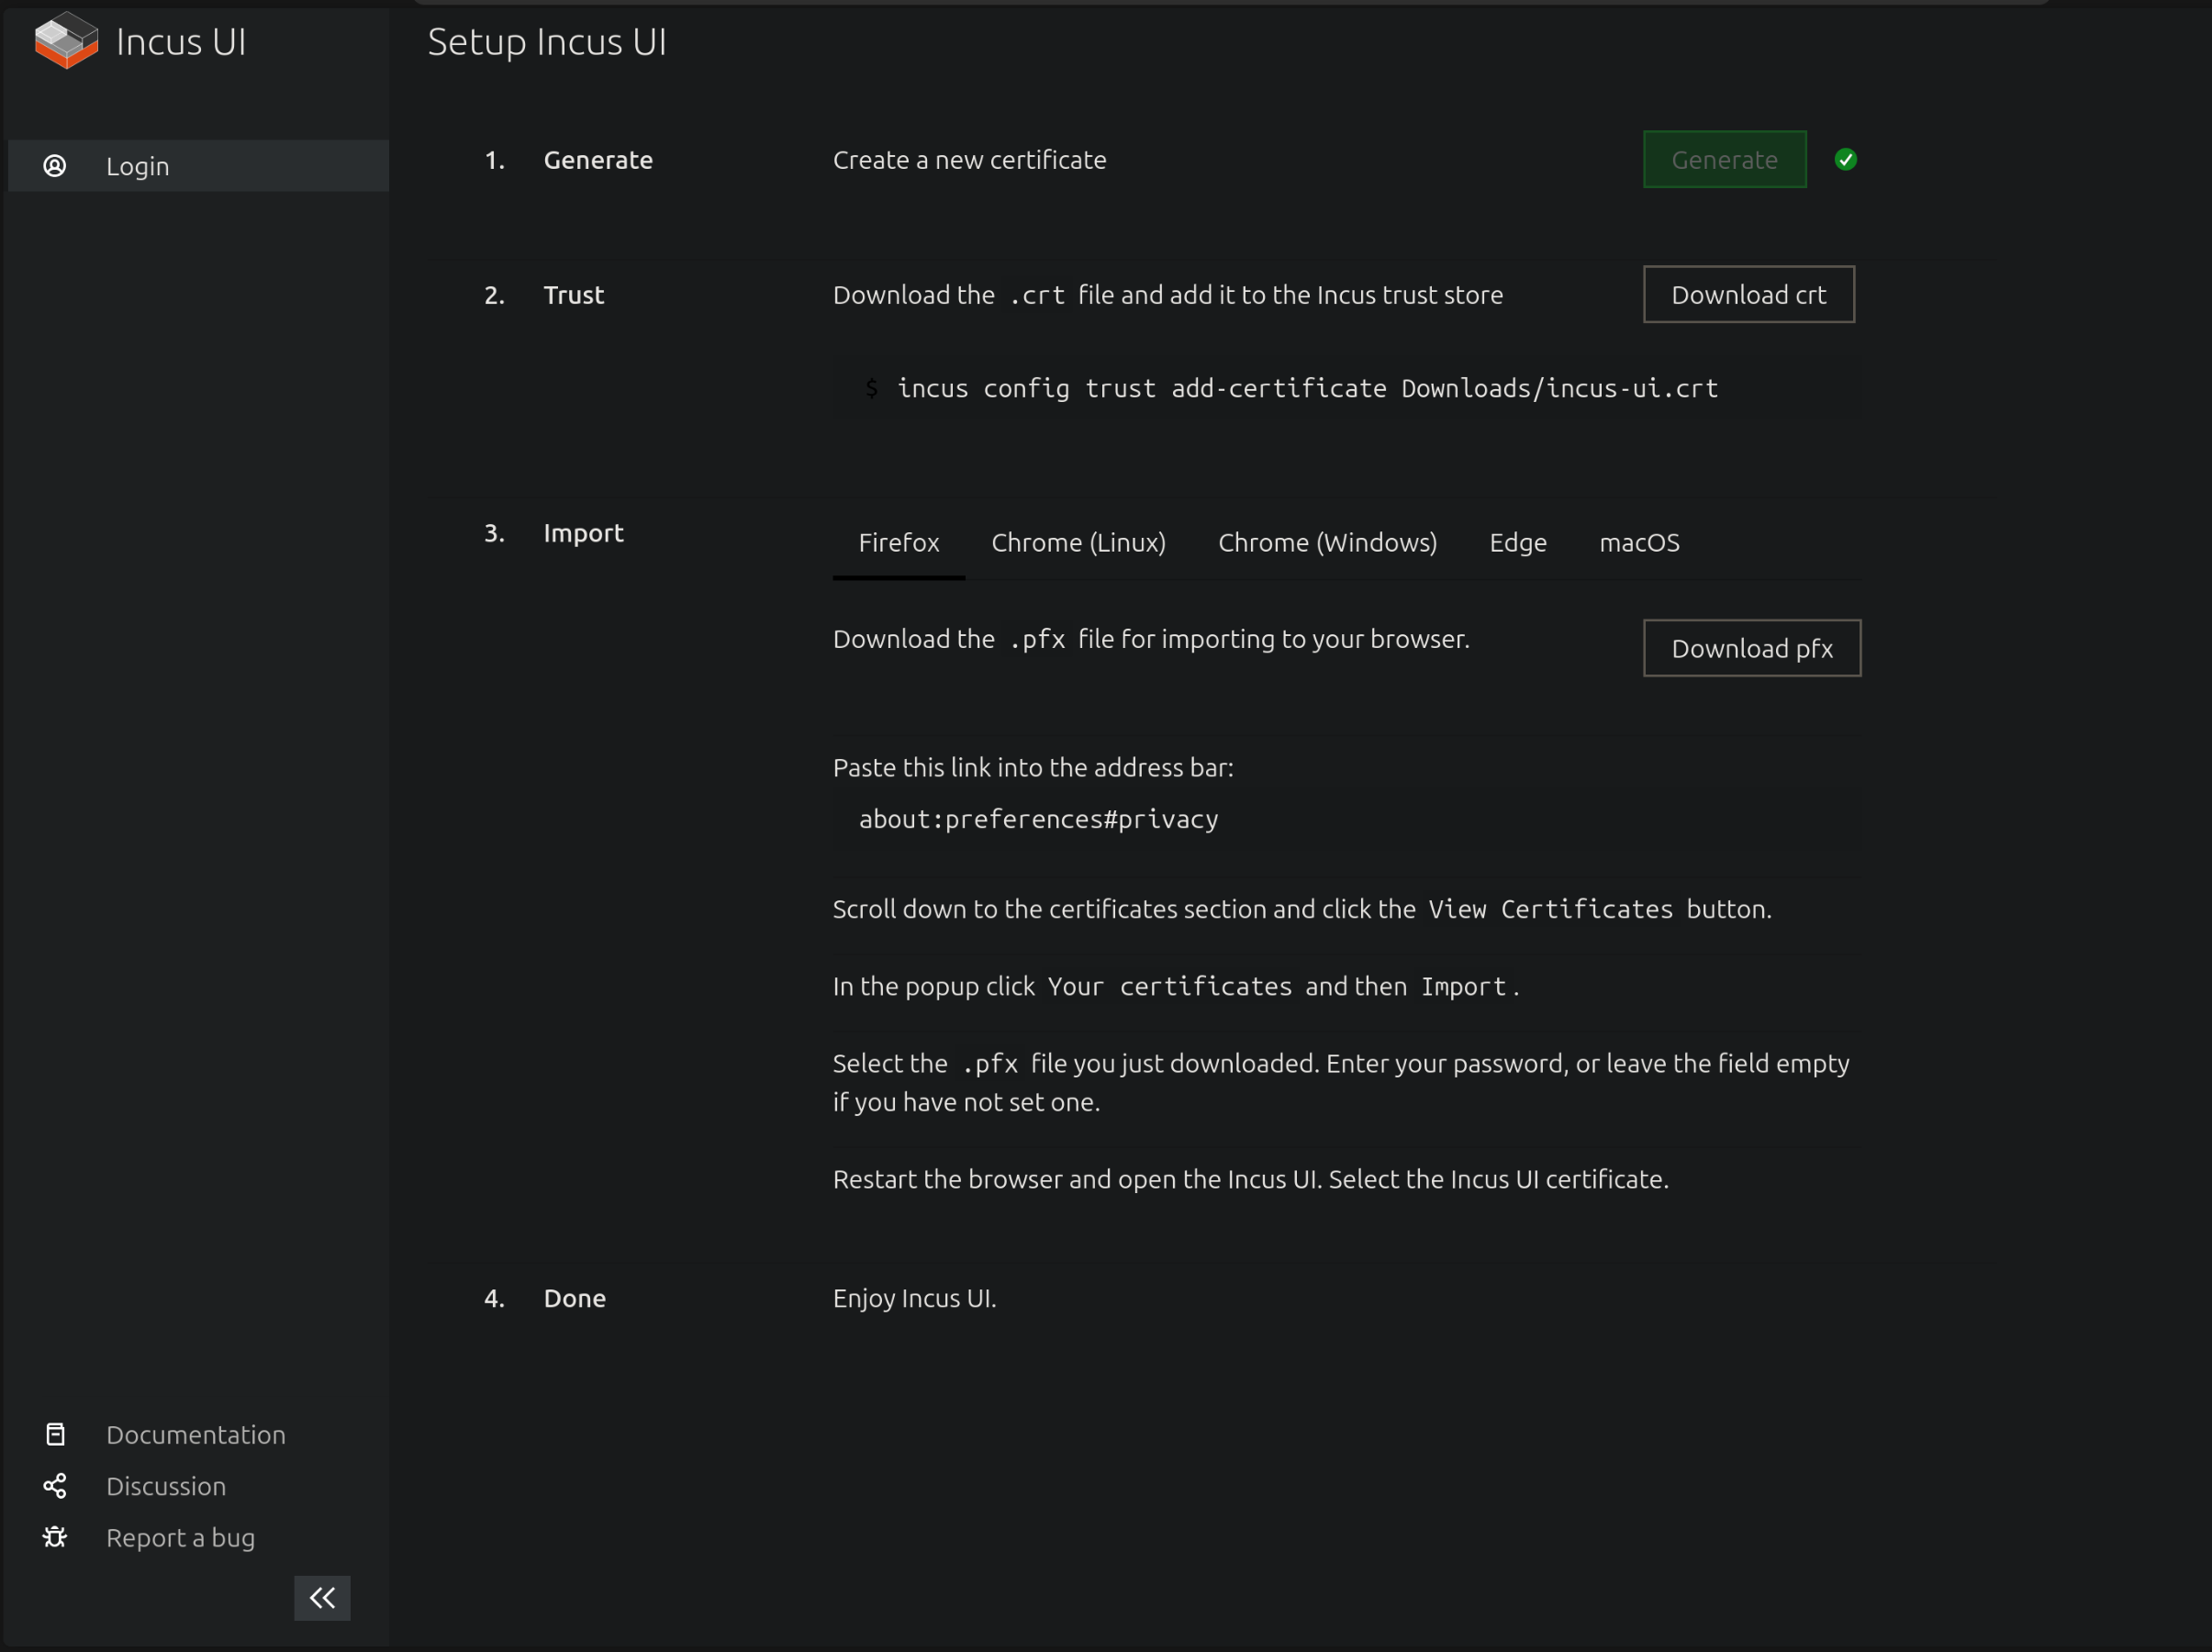 Incus UI
Login
Setup Incus UI
1. Generate Create a new certificate Generate
2. Trust Download the .crt file and add it to the Incus trust store Download crt
$ incus config trust add-certificate Downloads/incus-ui.crt
3. Import Firefox Chrome (Linux) Chrome (Windows) Edge macOS
Download the .pfx file for importing to your browser. Download pfx
Paste this link into the address bar:
about:preferences#privacy
Scroll down to the certificates section and click the View Certificates button.
In the popup click Your certificates and then Import.
Select the .pfx file you just downloaded. Enter your password, or leave the field empty
if you have not set one.
Restart the browser and open the Incus UI. Select the Incus UI certificate.
4. Done Enjoy Incus UI.
Documentation
Discussion
Report a bug